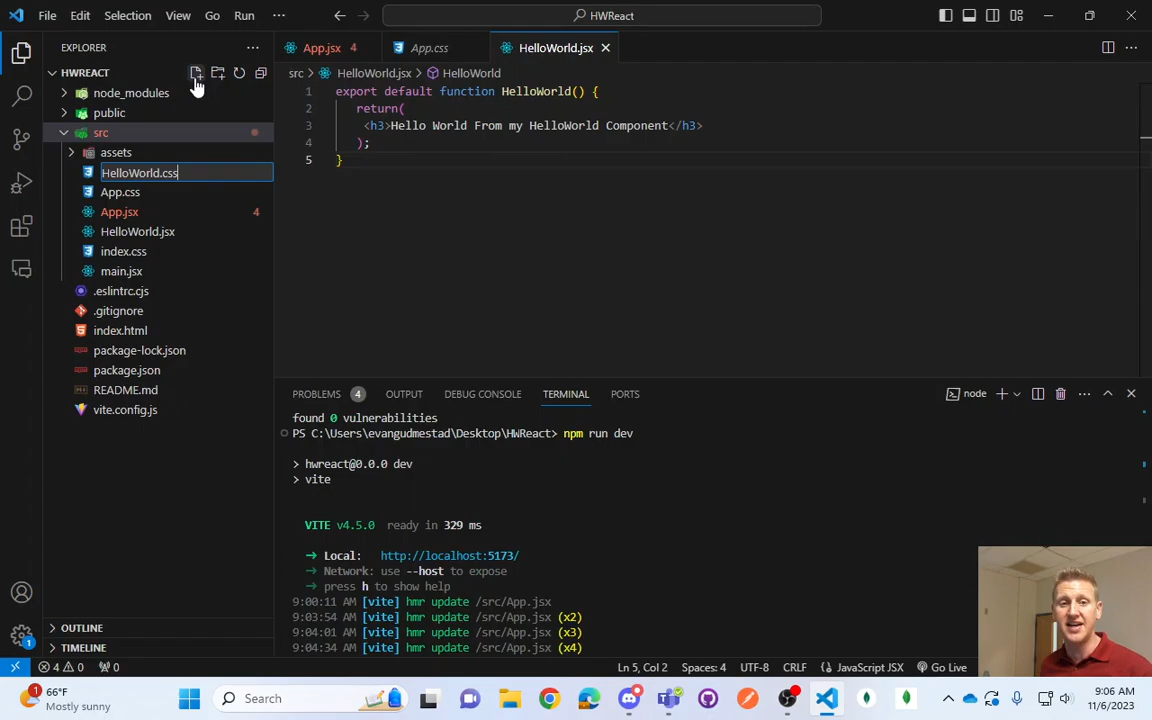 File Edit Selection View Go Run ··· HWReact
EXPLORER ···
HWREACT
node_modules
public
src
assets
HelloWorld.css
App.css
App.jsx 4
HelloWorld.jsx
index.css
main.jsx
.eslintrc.cjs
.gitignore
index.html
package-lock.json
package.json
README.md
vite.config.js
OUTLINE
TIMELINE
App.jsx 4 App.css HelloWorld.jsx
src > HelloWorld.jsx > HelloWorld
1 export default function HelloWorld() {
2 return(
3 <h3>Hello World From my HelloWorld Component</h3>
4 );
5 }
PROBLEMS 4 OUTPUT DEBUG CONSOLE TERMINAL PORTS node
found 0 vulnerabilities
PS C:\Users\evangudmestad\Desktop\HWReact> npm run dev
> hwreact@0.0.0 dev
> vite
VITE v4.5.0 ready in 329 ms
➜ Local: http://localhost:5173/
➜ Network: use --host to expose
➜ press h to show help
9:00:11 AM [vite] hmr update /src/App.jsx
9:03:54 AM [vite] hmr update /src/App.jsx (x2)
9:04:01 AM [vite] hmr update /src/App.jsx (x3)
9:04:34 AM [vite] hmr update /src/App.jsx (x4)
1
4 0 0 Ln 5, Col 2 Spaces: 4 UTF-8 CRLF JavaScript JSX Go Live
1 66°F
Mostly sunny
Search
9:06 AM
11/6/2023